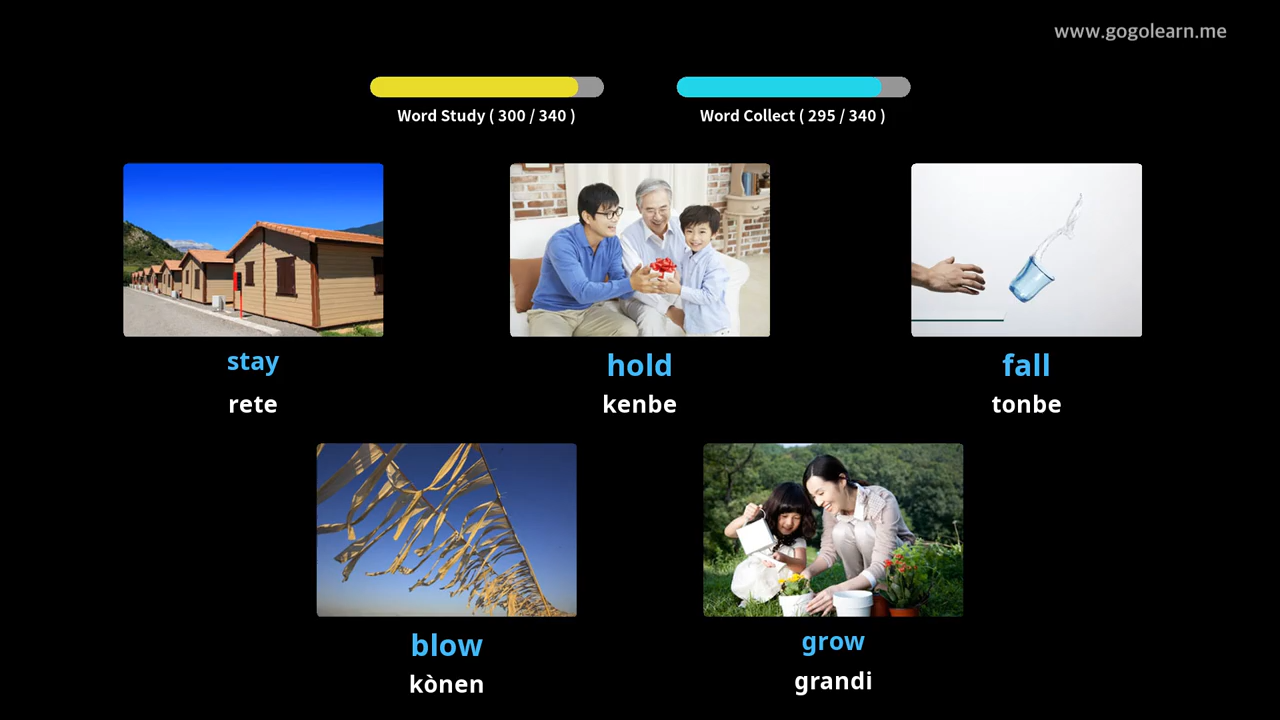 www.gogolearn.me
Word Study ( 300 / 340 )
Word Collect ( 295 / 340 )
stay
rete
hold
kenbe
fall
tonbe
blow
kònen
grow
grandi